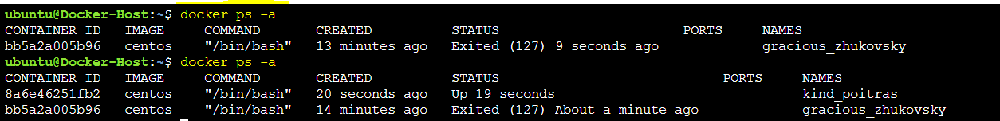 ubuntu@Docker-Host:~$ docker ps -a
CONTAINER ID   IMAGE     COMMAND       CREATED          STATUS                       PORTS     NAMES
bb5a2a005b96   centos    "/bin/bash"   13 minutes ago   Exited (127) 9 seconds ago             gracious_zhukovsky
ubuntu@Docker-Host:~$ docker ps -a
CONTAINER ID   IMAGE     COMMAND       CREATED          STATUS                            PORTS     NAMES
8a6e46251fb2   centos    "/bin/bash"   20 seconds ago   Up 19 seconds                               kind_poitras
bb5a2a005b96   centos    "/bin/bash"   14 minutes ago   Exited (127) About a minute ago             gracious_zhukovsky